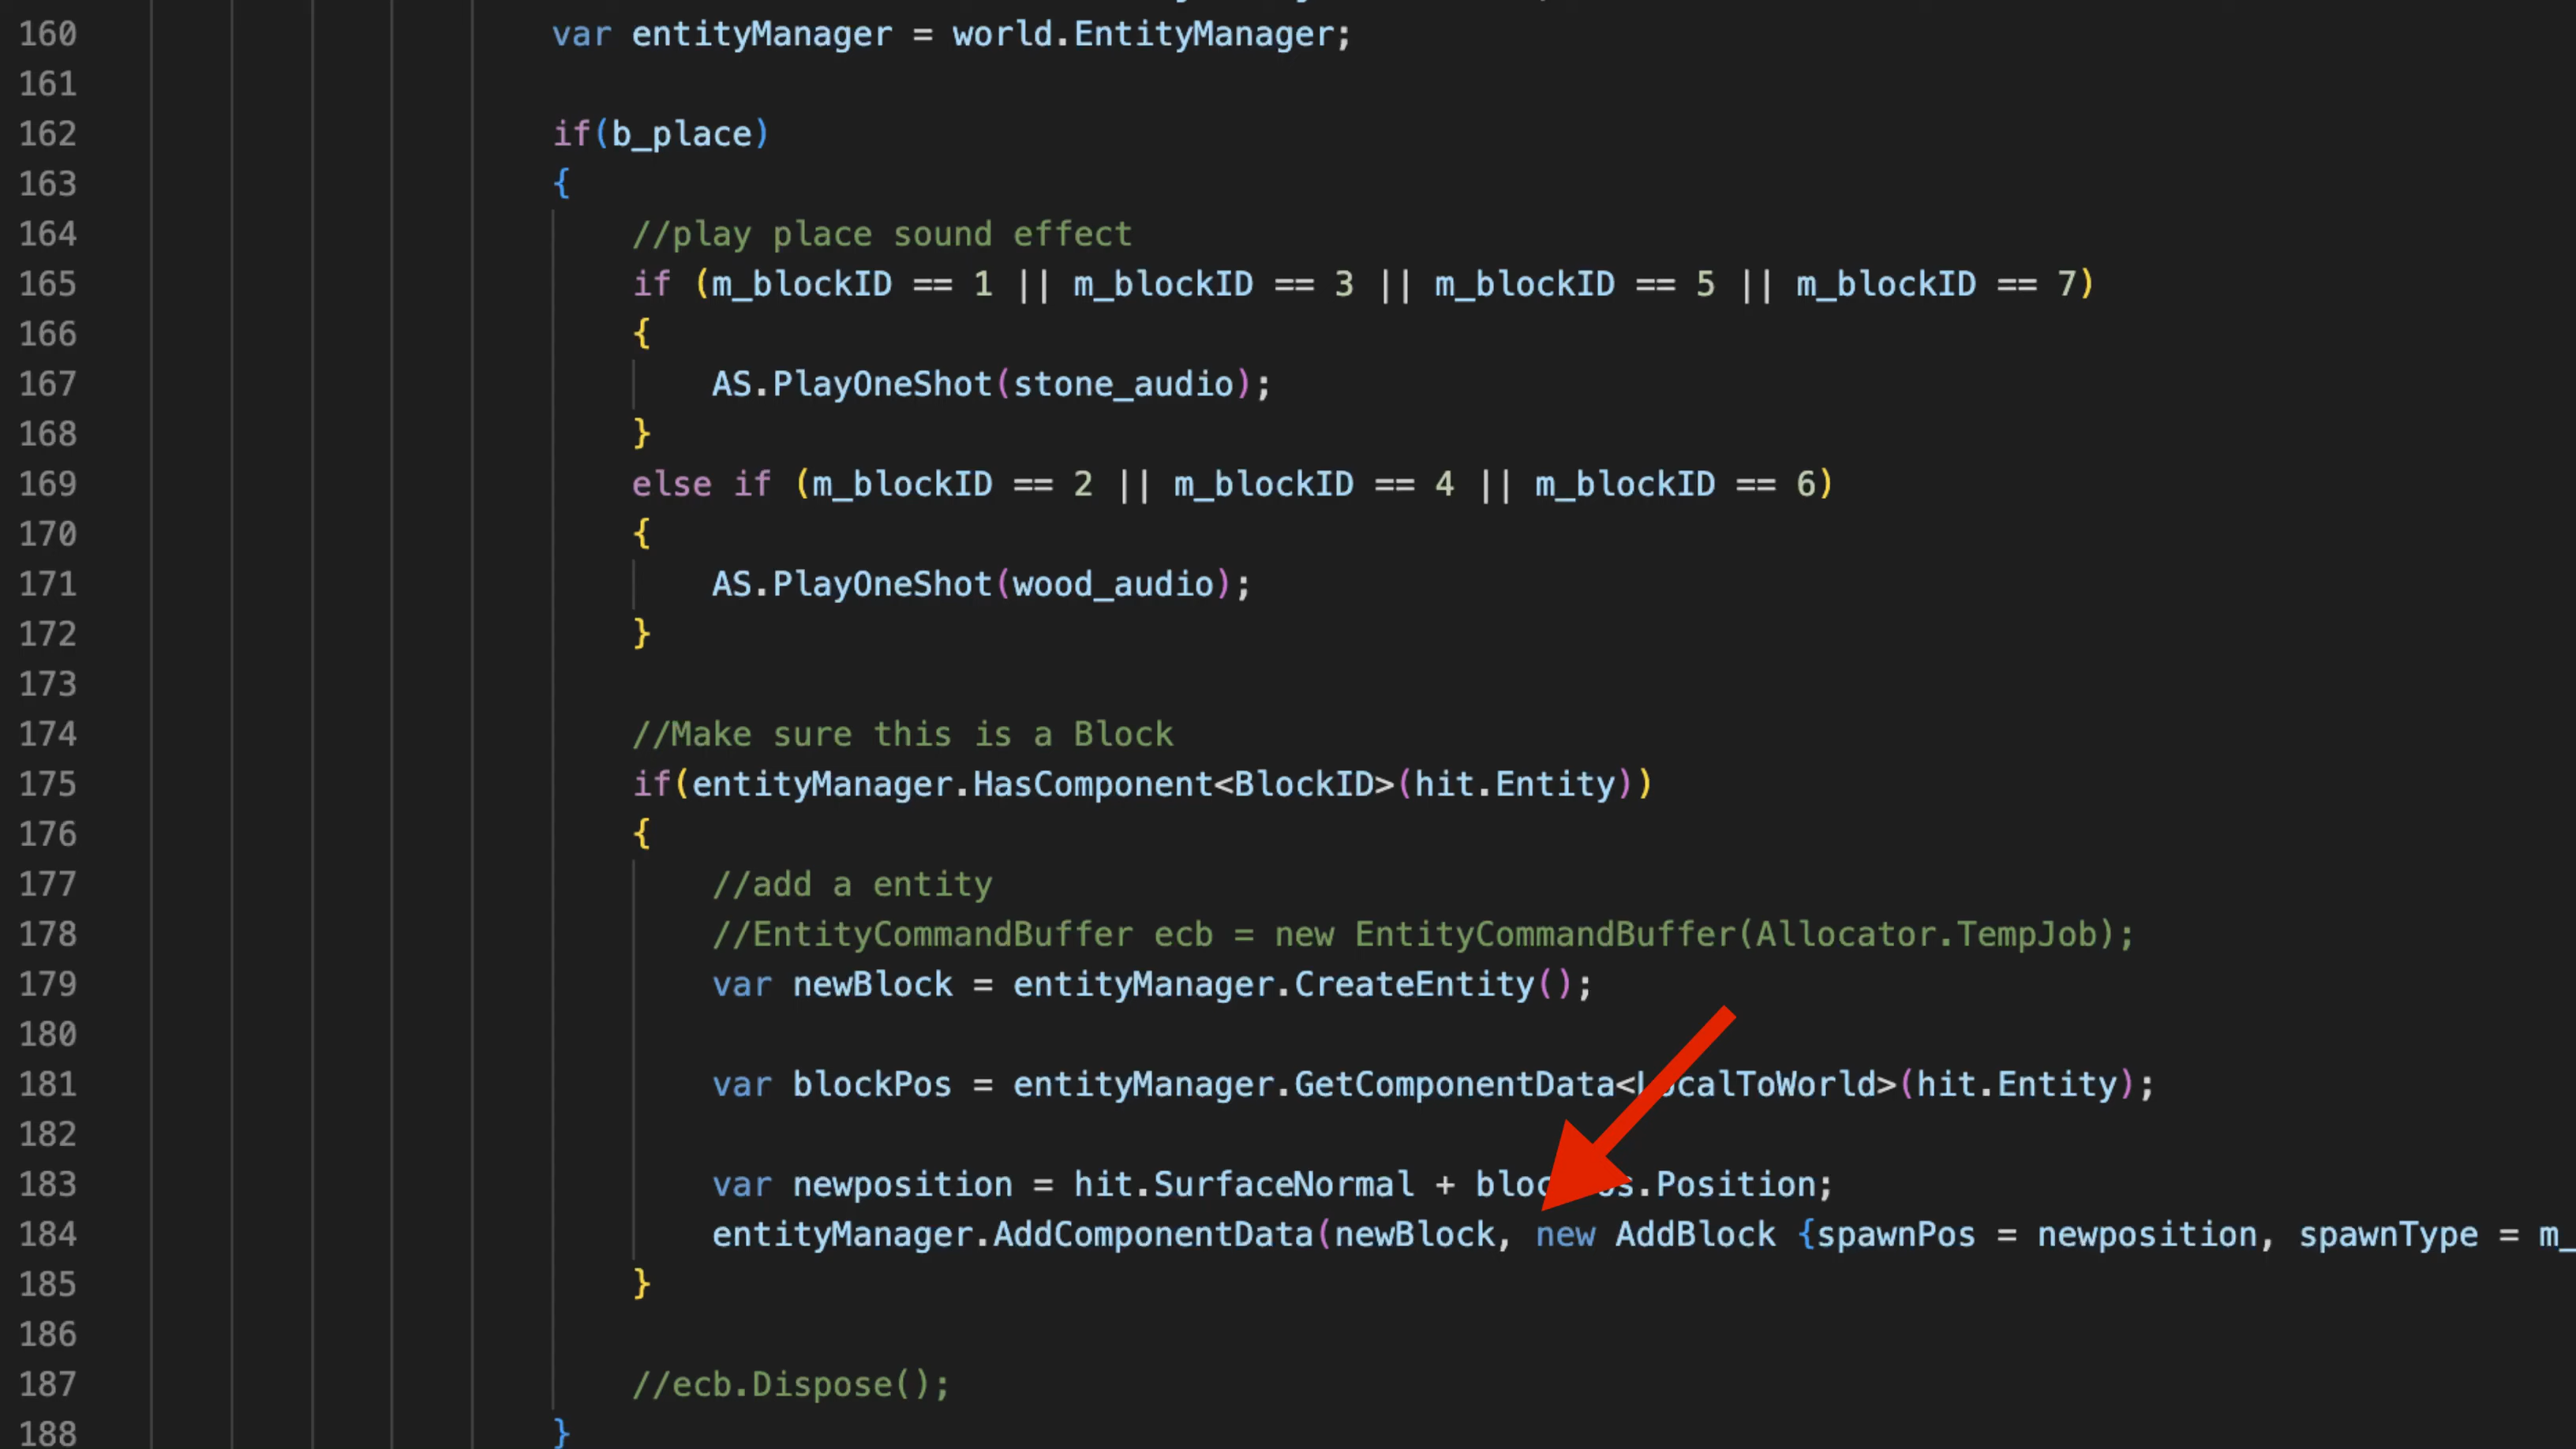 160 var entityManager = world.EntityManager;
161
162 if(b_place)
163 {
164 //play place sound effect
165 if (m_blockID == 1 || m_blockID == 3 || m_blockID == 5 || m_blockID == 7)
166 {
167 AS.PlayOneShot(stone_audio);
168 }
169 else if (m_blockID == 2 || m_blockID == 4 || m_blockID == 6)
170 {
171 AS.PlayOneShot(wood_audio);
172 }
173
174 //Make sure this is a Block
175 if(entityManager.HasComponent<BlockID>(hit.Entity))
176 {
177 //add a entity
178 //EntityCommandBuffer ecb = new EntityCommandBuffer(Allocator.TempJob);
179 var newBlock = entityManager.CreateEntity();
180
181 var blockPos = entityManager.GetComponentData<LocalToWorld>(hit.Entity);
182
183 var newposition = hit.SurfaceNormal + blockPos.Position;
184 entityManager.AddComponentData(newBlock, new AddBlock {spawnPos = newposition, spawnType = m_
185 }
186
187 //ecb.Dispose();
188 }